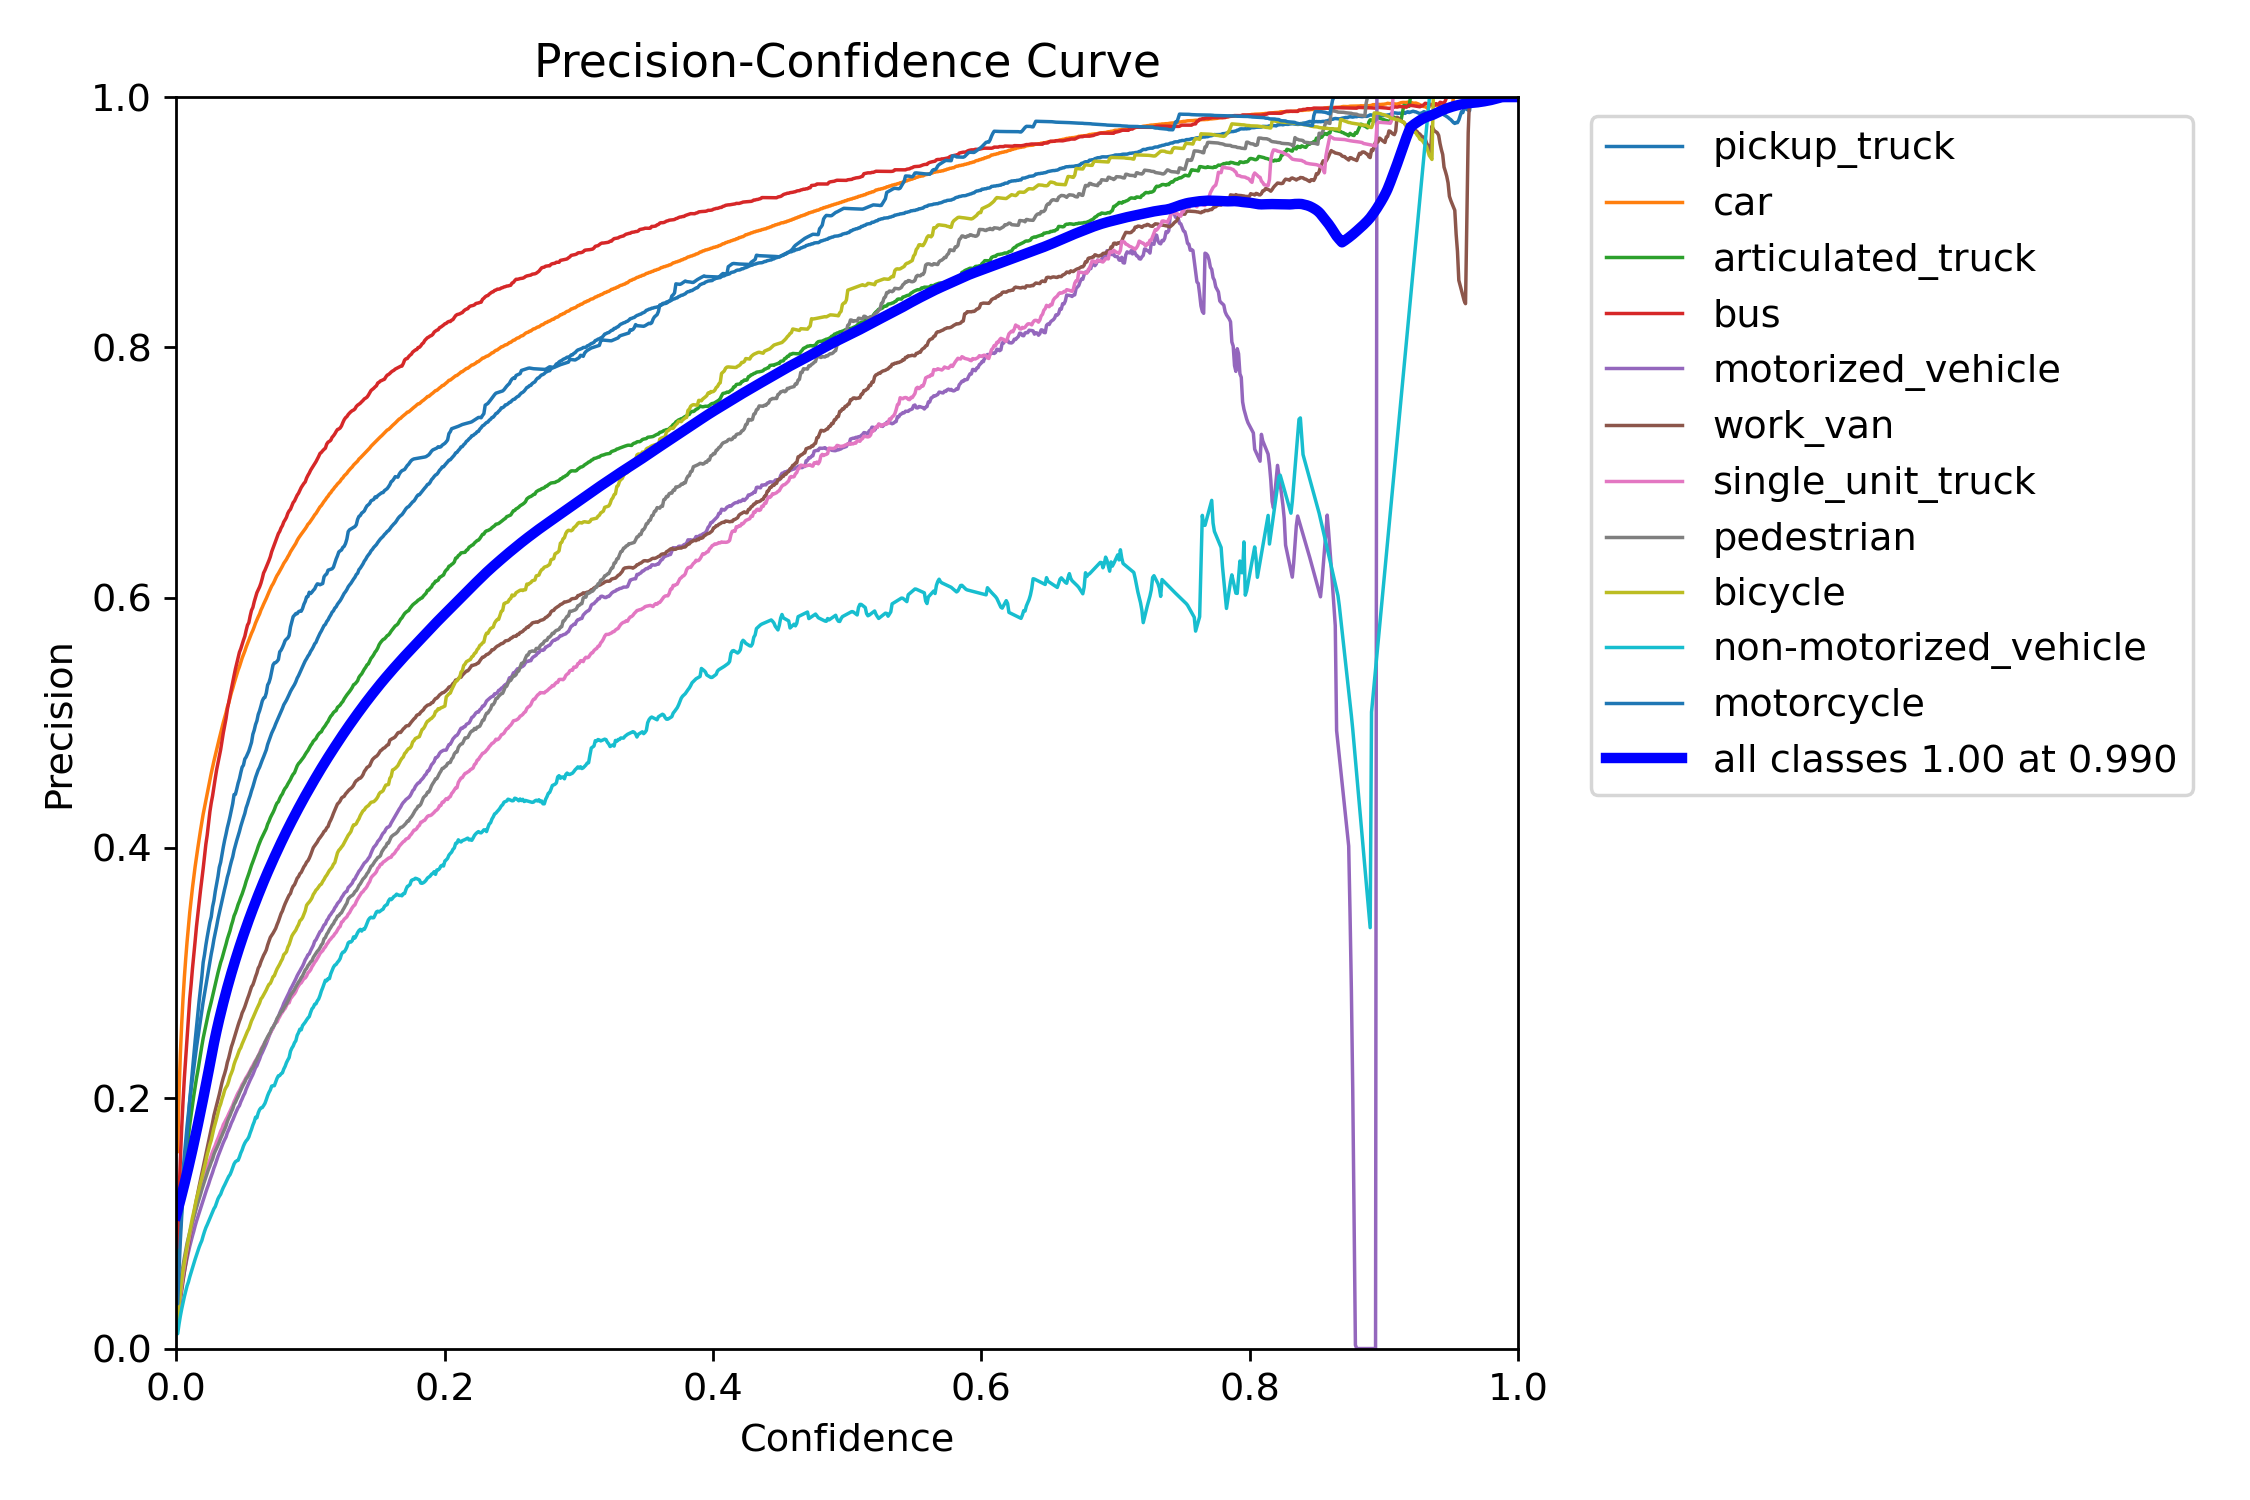 Precision-Confidence Curve
1.0
0.8
0.6
0.4
0.2
0.0
Precision
0.0 0.2 0.4 0.6 0.8 1.0
Confidence
pickup_truck
car
articulated_truck
bus
motorized_vehicle
work_van
single_unit_truck
pedestrian
bicycle
non-motorized_vehicle
motorcycle
all classes 1.00 at 0.990